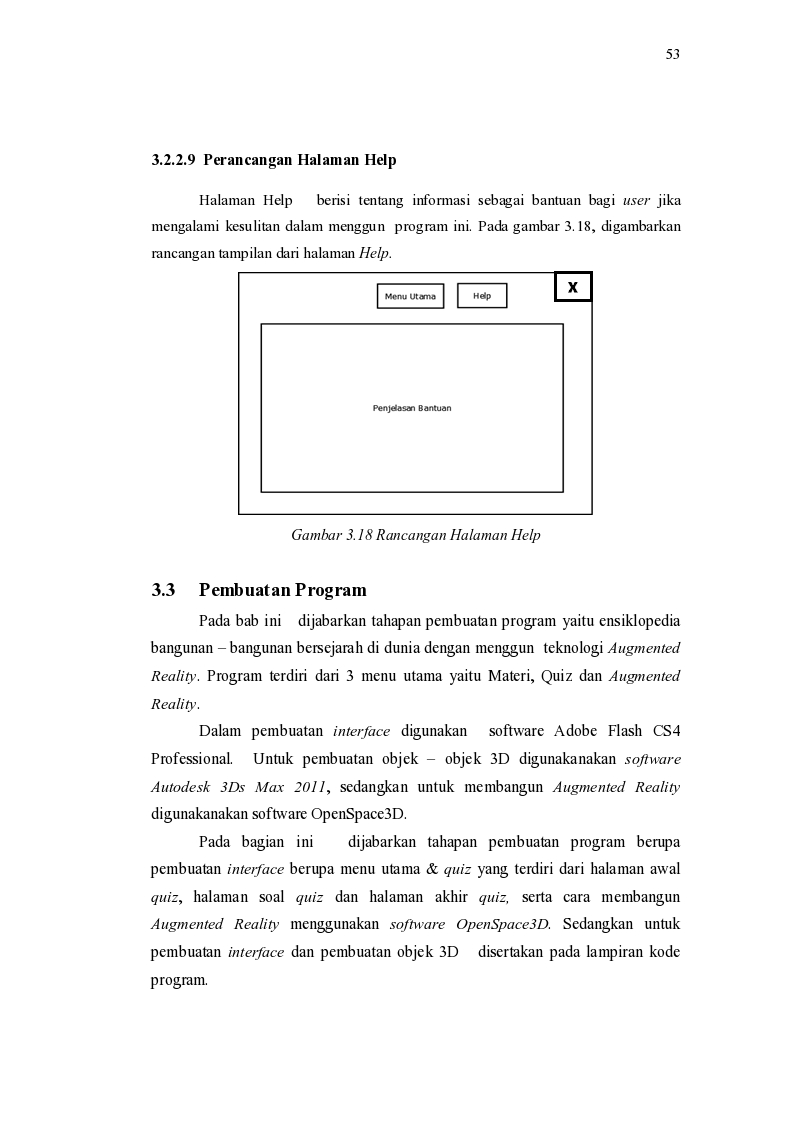 53
3.2.2.9 Perancangan Halaman Help
Halaman Help berisi tentang informasi sebagai bantuan bagi user jika
mengalami kesulitan dalam menggun program ini. Pada gambar 3.18, digambarkan
rancangan tampilan dari halaman Help.
X
Menu Utama Help
Penjelasan Bantuan
Gambar 3.18 Rancangan Halaman Help
3.3 Pembuatan Program
Pada bab ini dijabarkan tahapan pembuatan program yaitu ensiklopedia
bangunan – bangunan bersejarah di dunia dengan menggun teknologi Augmented
Reality. Program terdiri dari 3 menu utama yaitu Materi, Quiz dan Augmented
Reality.
Dalam pembuatan interface digunakan software Adobe Flash CS4
Professional. Untuk pembuatan objek – objek 3D digunakanakan software
Autodesk 3Ds Max 2011, sedangkan untuk membangun Augmented Reality
digunakanakan software OpenSpace3D.
Pada bagian ini dijabarkan tahapan pembuatan program berupa
pembuatan interface berupa menu utama & quiz yang terdiri dari halaman awal
quiz, halaman soal quiz dan halaman akhir quiz, serta cara membangun
Augmented Reality menggunakan software OpenSpace3D. Sedangkan untuk
pembuatan interface dan pembuatan objek 3D disertakan pada lampiran kode
program.